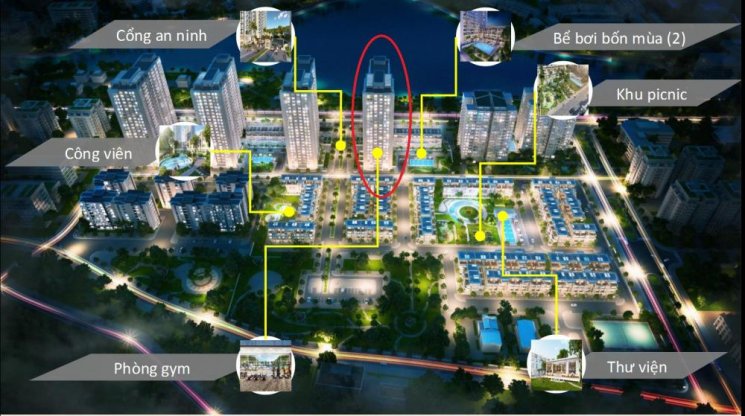 Cổng an ninh
Bể bơi bốn mùa (2)
Khu picnic
Công viên
Phòng gym
Thư viện